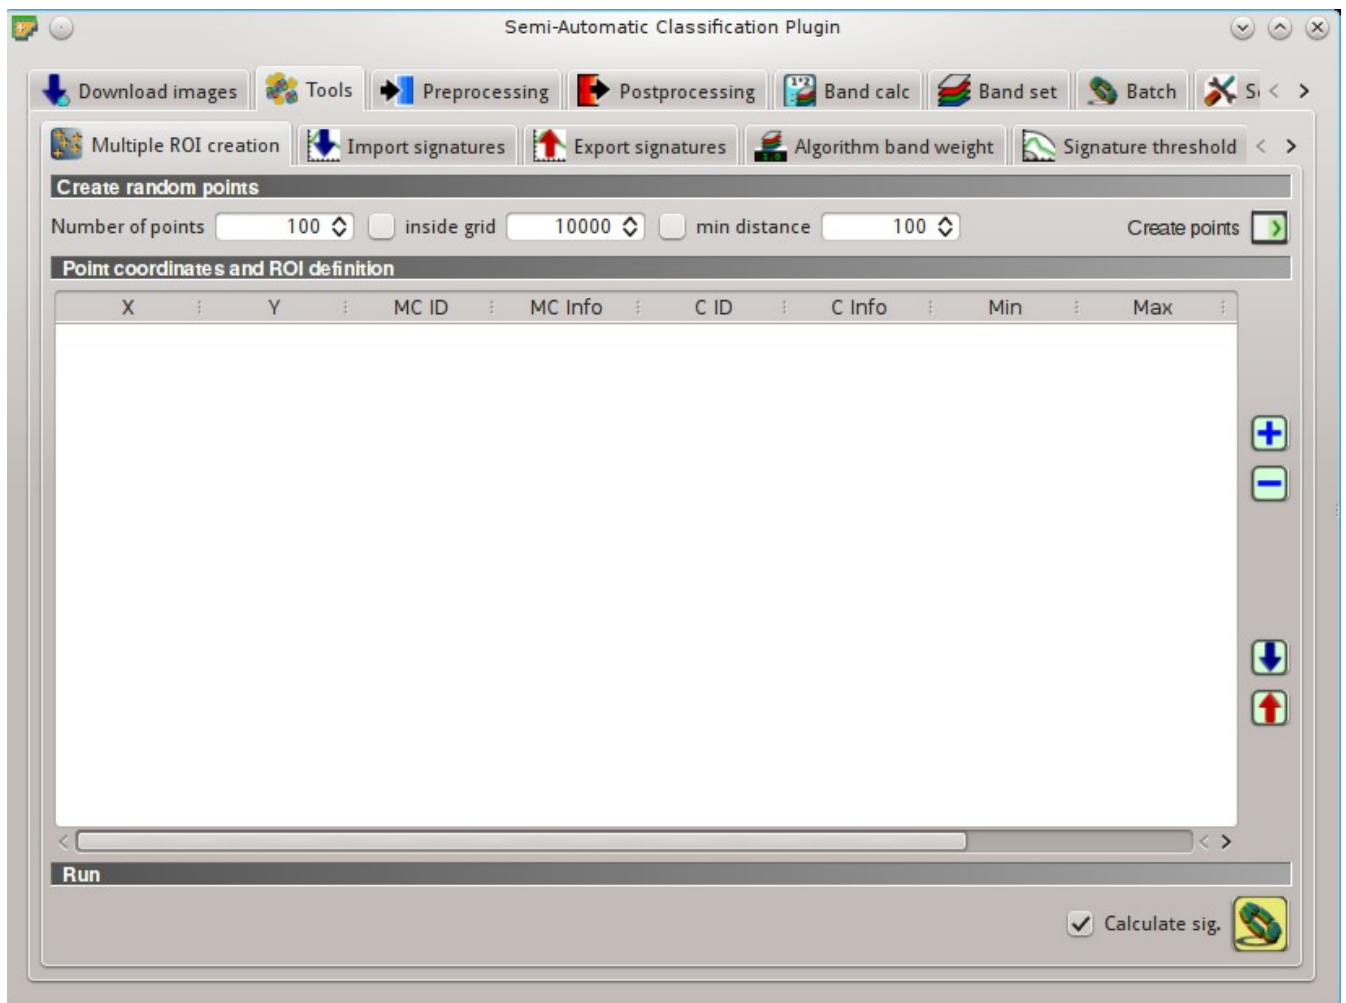 Semi-Automatic Classification Plugin
Download images Tools Preprocessing Postprocessing 1*2 Band calc Band set Batch
Multiple ROI creation Import signatures Export signatures Algorithm band weight Signature threshold
Create random points
Number of points 100 inside grid 10000 min distance 100 Create points
Point coordinates and ROI definition
X Y MC ID MC Info C ID C Info Min Max
Run
Calculate sig.